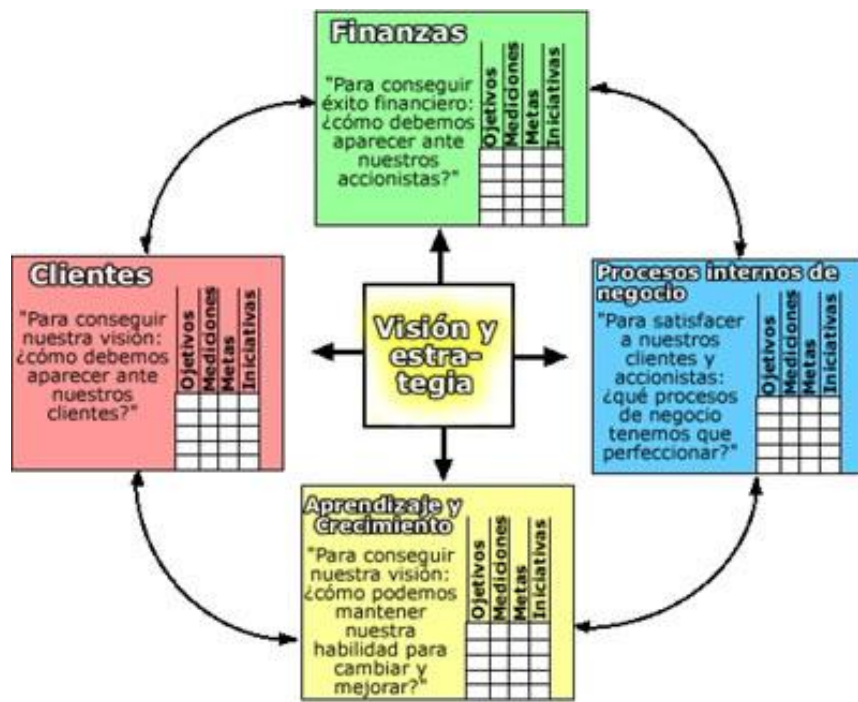 Finanzas
"Para conseguir
éxito financiero:
¿cómo debemos
aparecer ante
nuestros
accionistas?"
Ojetivos
Mediciones
Metas
Iniciativas
Clientes
"Para conseguir
nuestra visión:
¿cómo debemos
aparecer ante
nuestros
clientes?"
Ojetivos
Mediciones
Metas
Iniciativas
Visión y
estra-
tegia
Procesos internos de
negocio
"Para satisfacer
a nuestros
clientes y
accionistas:
¿qué procesos
de negocio
tenemos que
perfeccionar?"
Ojetivos
Mediciones
Metas
Iniciativas
Aprendizaje y
Crecimiento
"Para conseguir
nuestra visión:
¿cómo podemos
mantener
nuestra
habilidad para
cambiar y
mejorar?"
Ojetivos
Mediciones
Metas
Iniciativas